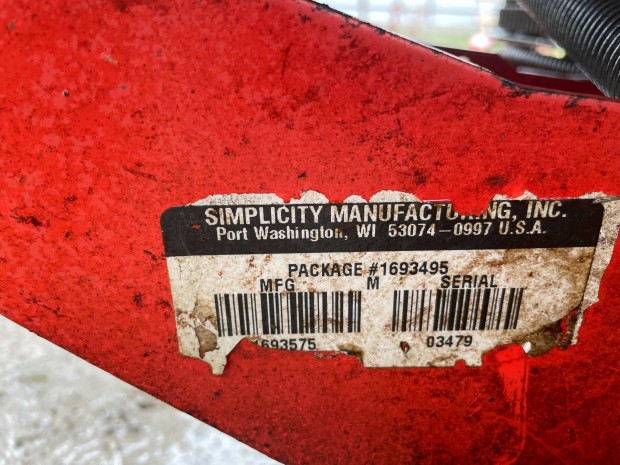 SIMPLICITY MANUFACTURING, INC.
Port Washington, WI 53074-0997 U.S.A.
PACKAGE #1693495
MFG M SERIAL
1693575 03479